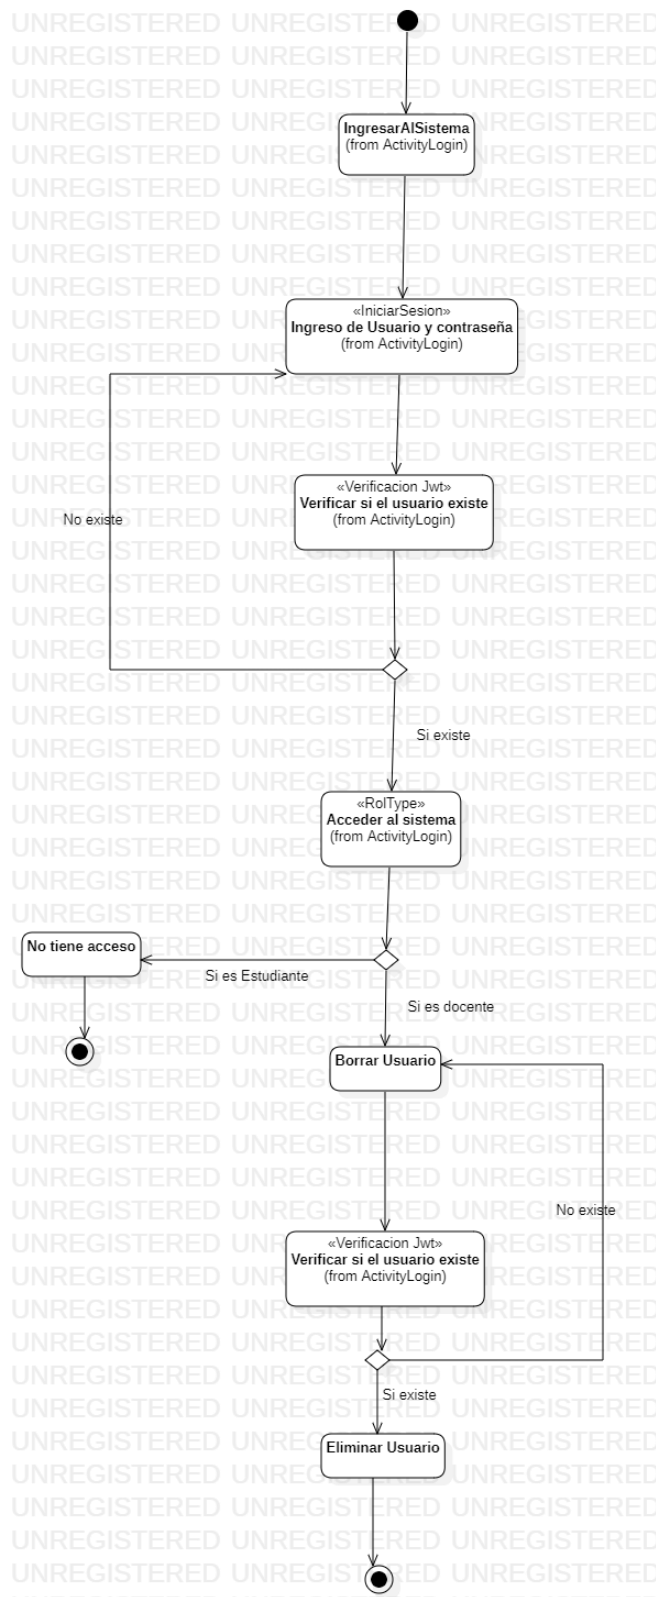 IngresarAlSistema
(from ActivityLogin)
«IniciarSesion»
Ingreso de Usuario y contraseña
(from ActivityLogin)
«Verificacion Jwt»
Verificar si el usuario existe
(from ActivityLogin)
No existe
Si existe
«RolType»
Acceder al sistema
(from ActivityLogin)
No tiene acceso
Si es Estudiante
Si es docente
Borrar Usuario
No existe
«Verificacion Jwt»
Verificar si el usuario existe
(from ActivityLogin)
Si existe
Eliminar Usuario
UNREGISTERED UNREGISTERED UNREGISTERED